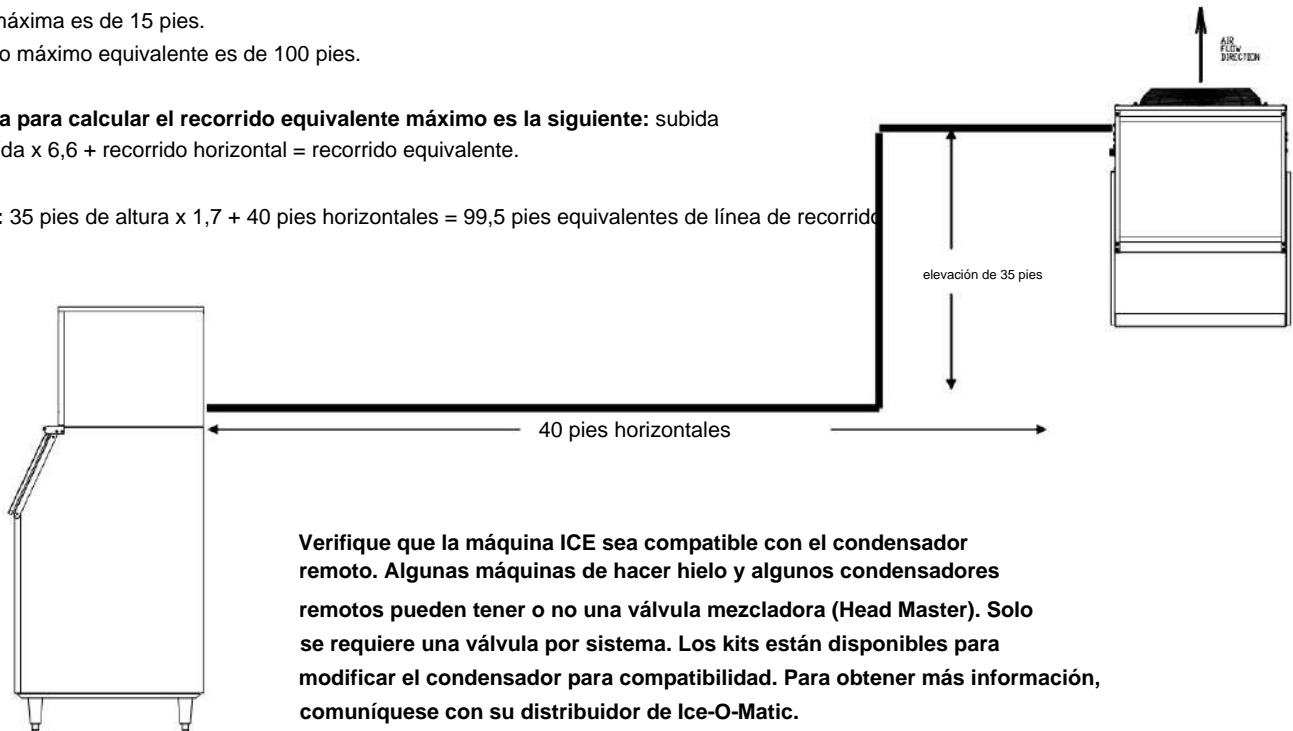 máxima es de 15 pies.
o máximo equivalente es de 100 pies.
a para calcular el recorrido equivalente máximo es la siguiente: subida
da x 6,6 + recorrido horizontal = recorrido equivalente.
: 35 pies de altura x 1,7 + 40 pies horizontales = 99,5 pies equivalentes de línea de recorrido
AIR
FLOW
DIRECTION
elevación de 35 pies
40 pies horizontales
Verifique que la máquina ICE sea compatible con el condensador
remoto. Algunas máquinas de hacer hielo y algunos condensadores
remotos pueden tener o no una válvula mezcladora (Head Master). Solo
se requiere una válvula por sistema. Los kits están disponibles para
modificar el condensador para compatibilidad. Para obtener más información,
comuníquese con su distribuidor de Ice-O-Matic.